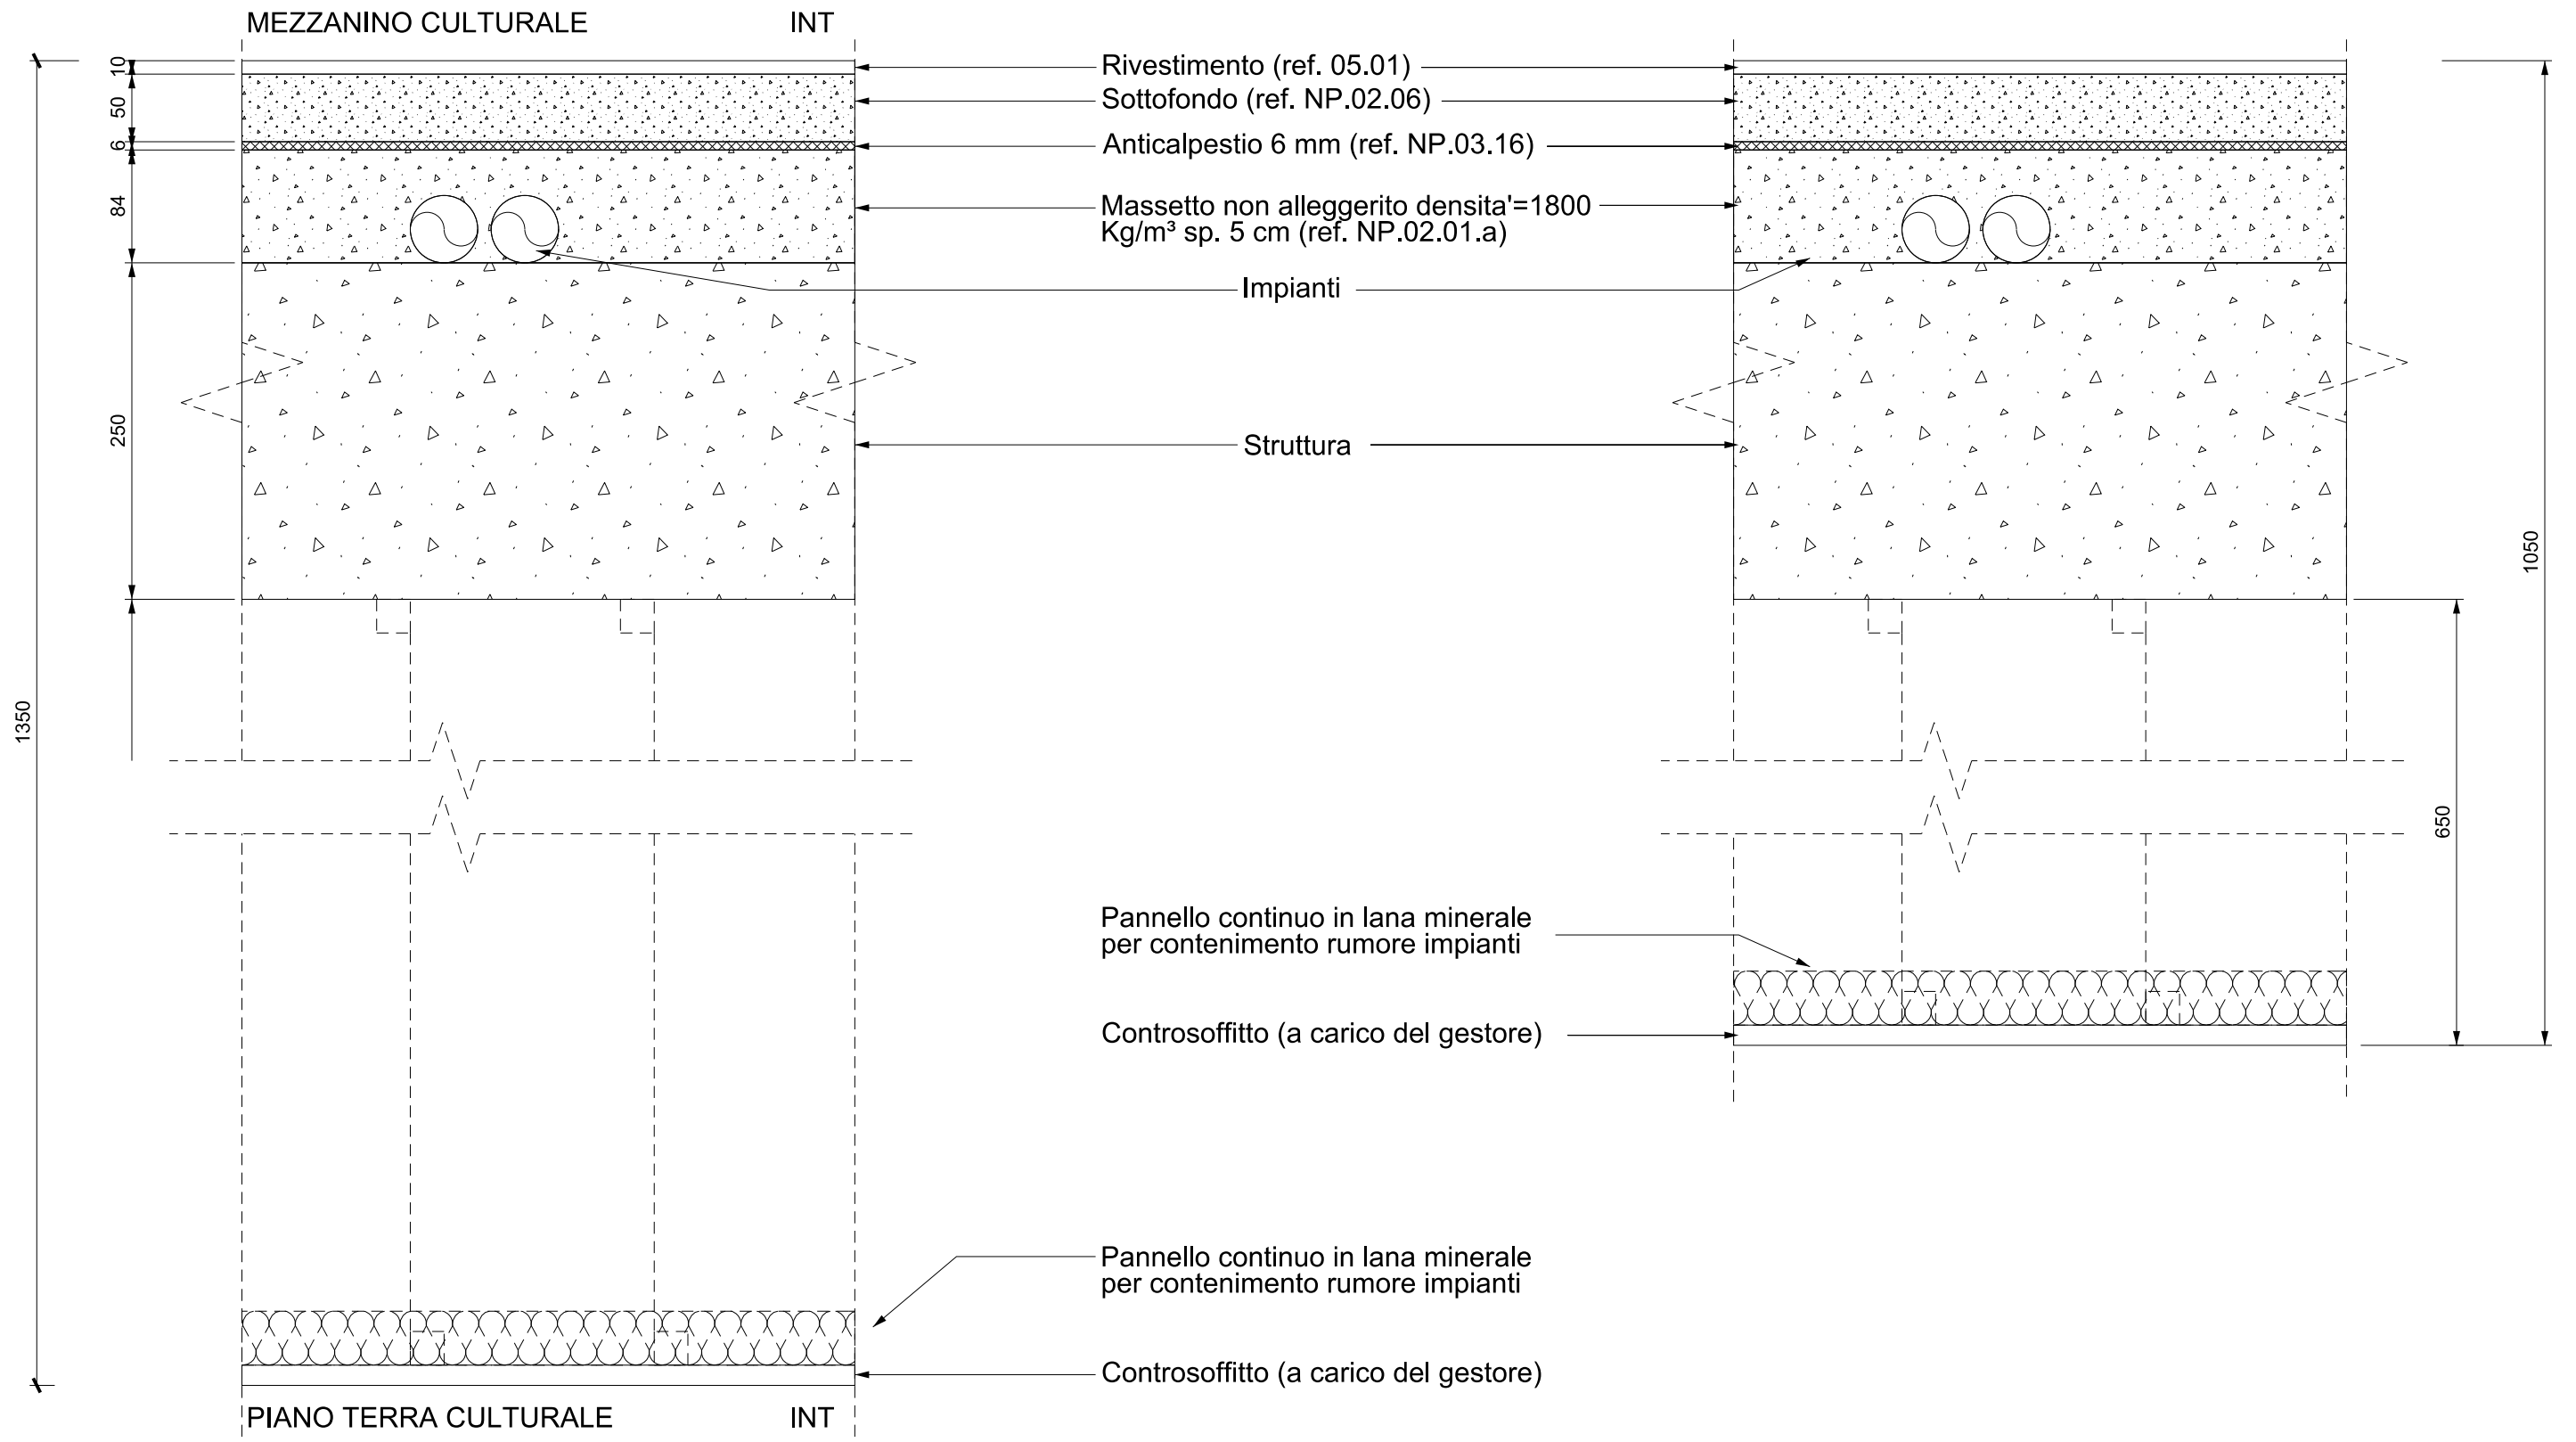 MEZZANINO CULTURALE INT
10
Rivestimento (ref. 05.01)
50
Sottofondo (ref. NP.02.06)
6
Anticalpestio 6 mm (ref. NP.03.16)
84
Massetto non alleggerito densita'=1800
Kg/m³ sp. 5 cm (ref. NP.02.01.a)
Impianti
250
Struttura
1050
1350
650
Pannello continuo in lana minerale
per contenimento rumore impianti
Controsoffitto (a carico del gestore)
Pannello continuo in lana minerale
per contenimento rumore impianti
Controsoffitto (a carico del gestore)
PIANO TERRA CULTURALE INT